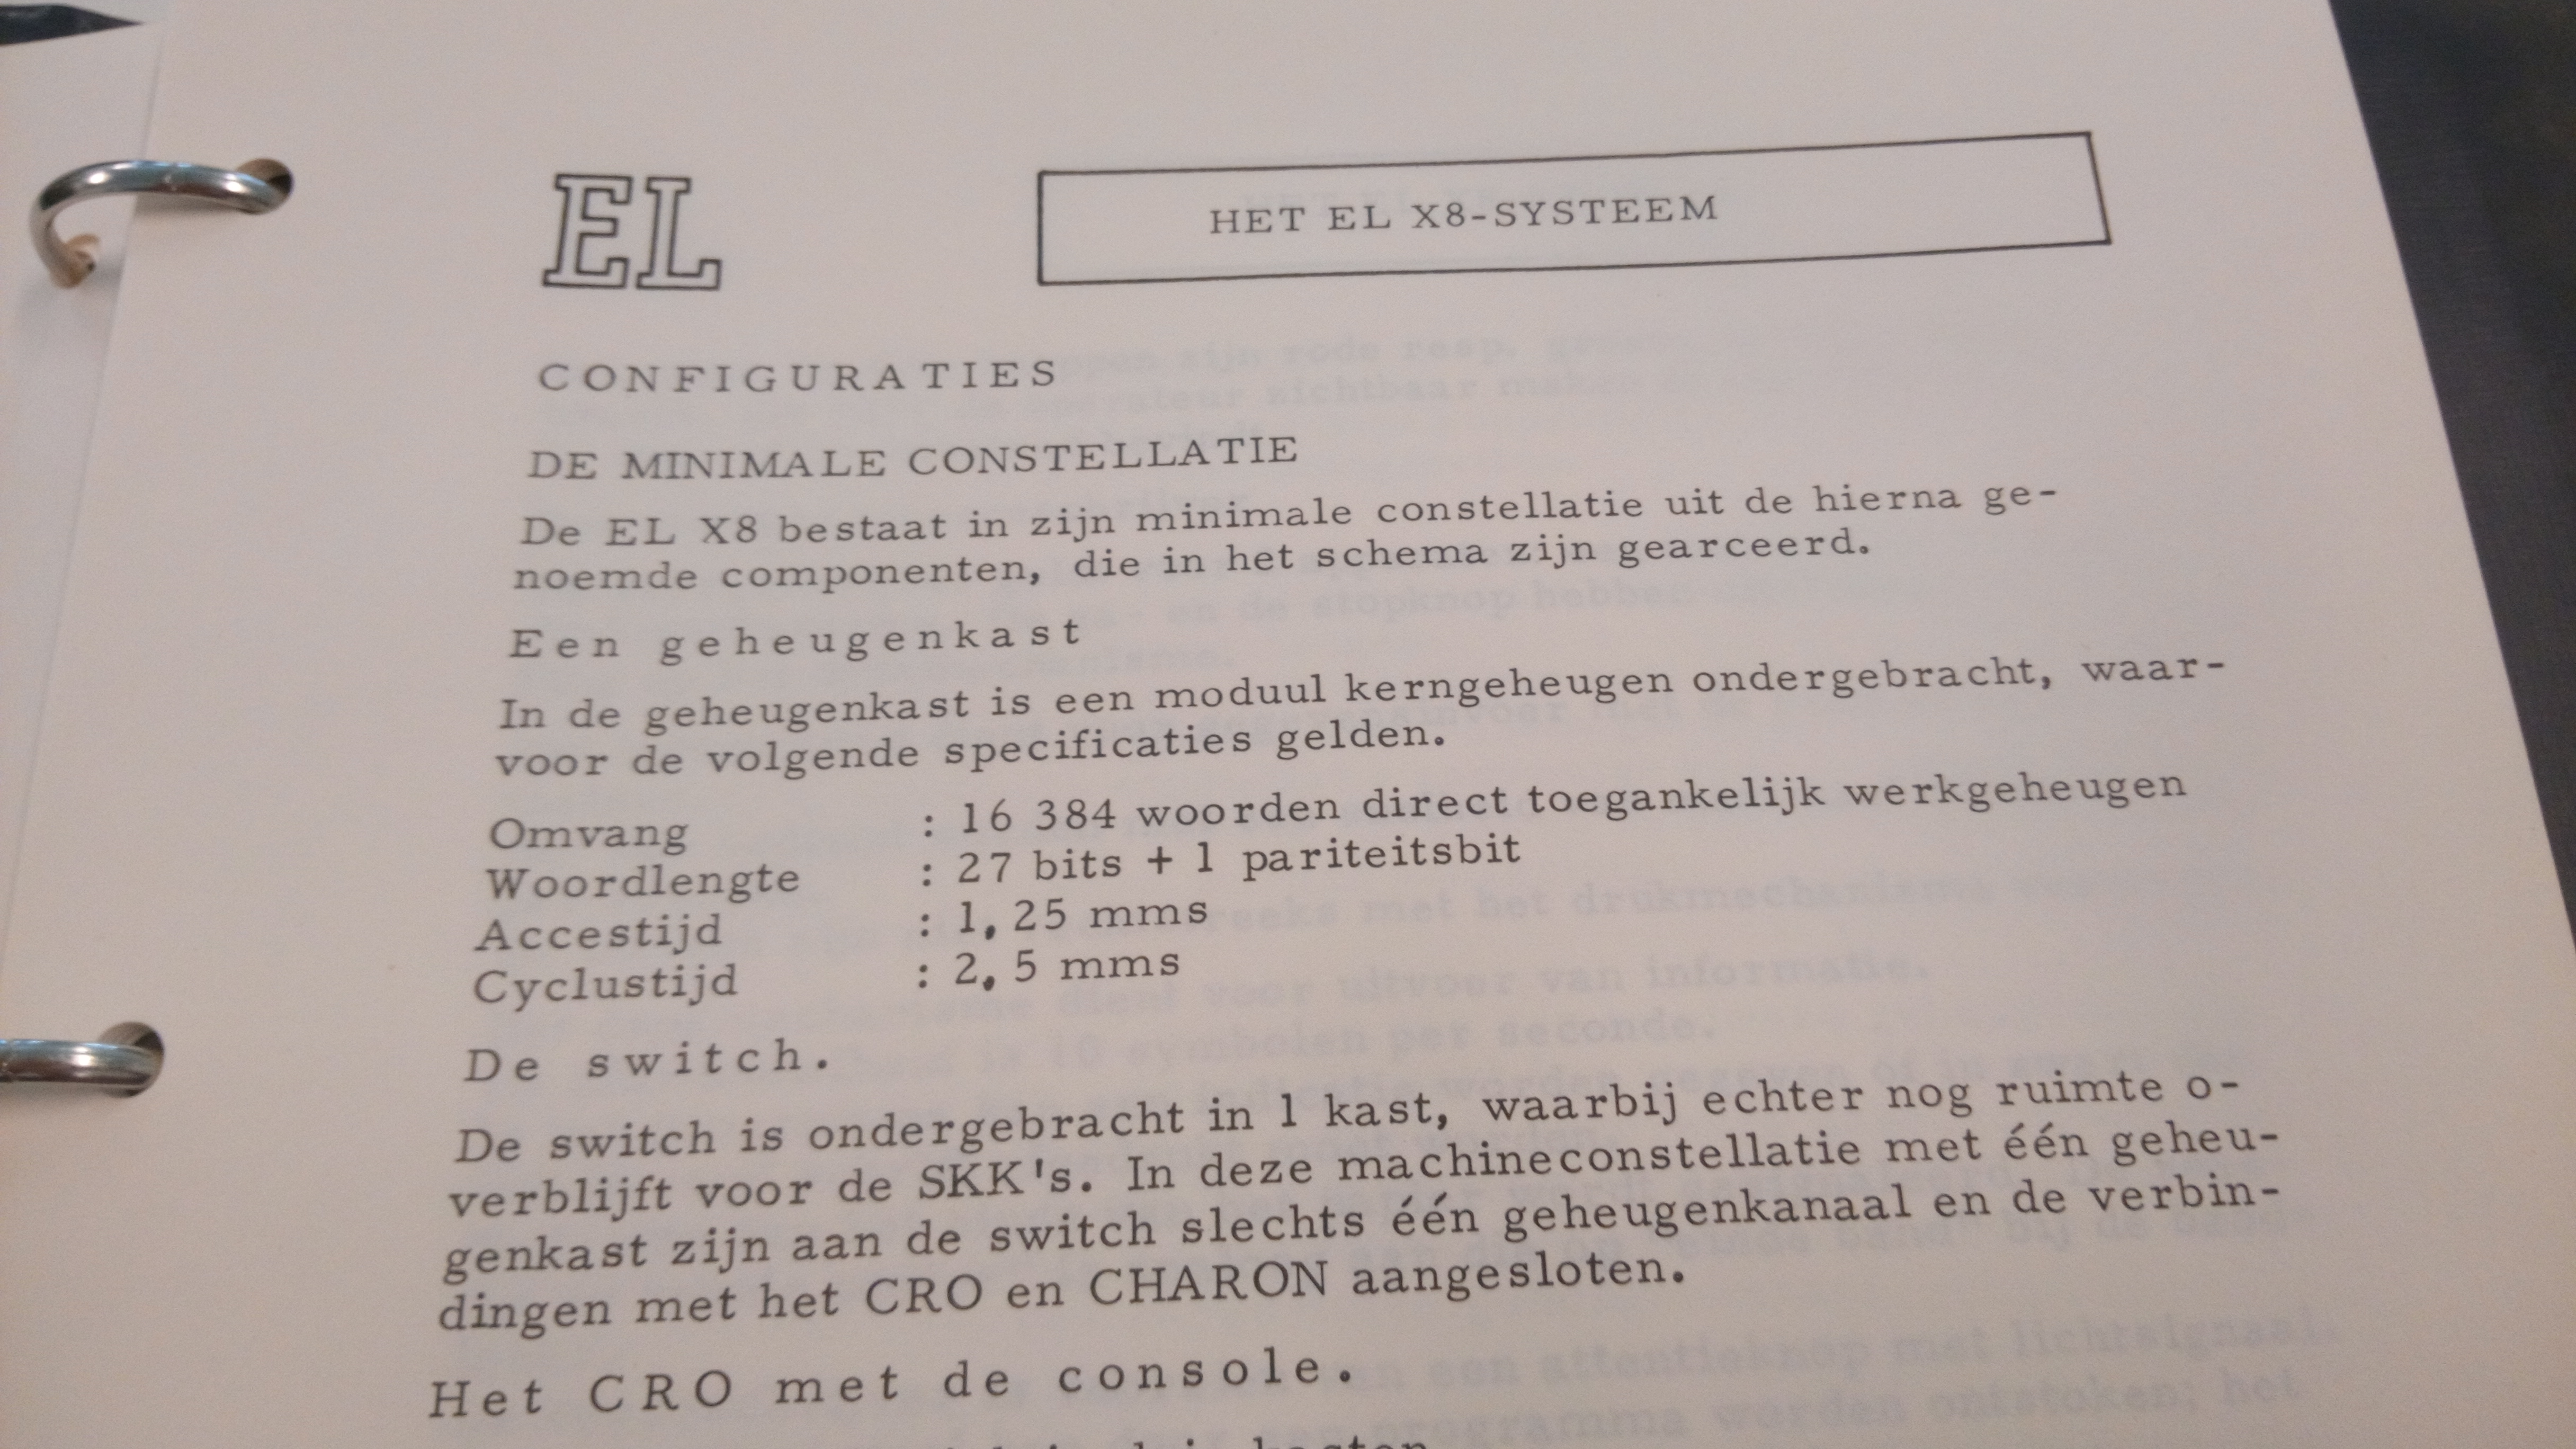 EL
HET EL X8-SYSTEEM
CONFIGURATIES
DE MINIMALE CONSTELLATIE
De EL X8 bestaat in zijn minimale constellatie uit de hierna ge-
noemde componenten, die in het schema zijn gearceerd.
Een geheugenkast
In de geheugenkast is een moduul kerngeheugen ondergebracht, waar-
voor de volgende specificaties gelden.
Omvang : 16 384 woorden direct toegankelijk werkgeheugen
Woordlengte : 27 bits + 1 pariteitsbit
Accestijd : 1, 25 mms
Cyclustijd : 2, 5 mms
De switch.
De switch is ondergebracht in 1 kast, waarbij echter nog ruimte o-
verblijft voor de SKK's. In deze machineconstellatie met één geheu-
genkast zijn aan de switch slechts één geheugenkanaal en de verbin-
dingen met het CRO en CHARON aangesloten.
Het CRO met de console.